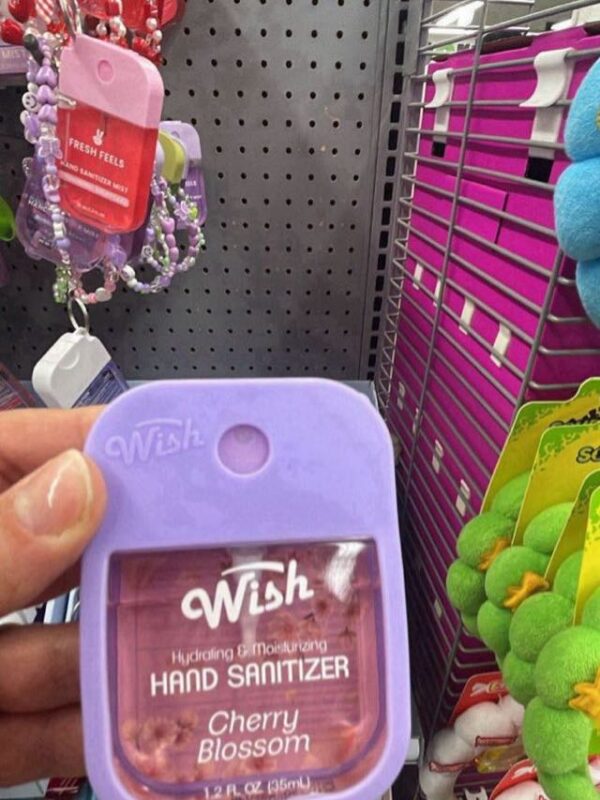 FRESH FEELS
HAND SANITIZER MIST
Wish
Wish
Hydrating & Moisturizing
HAND SANITIZER
Cherry
Blossom
1.2 FL OZ (35mL)